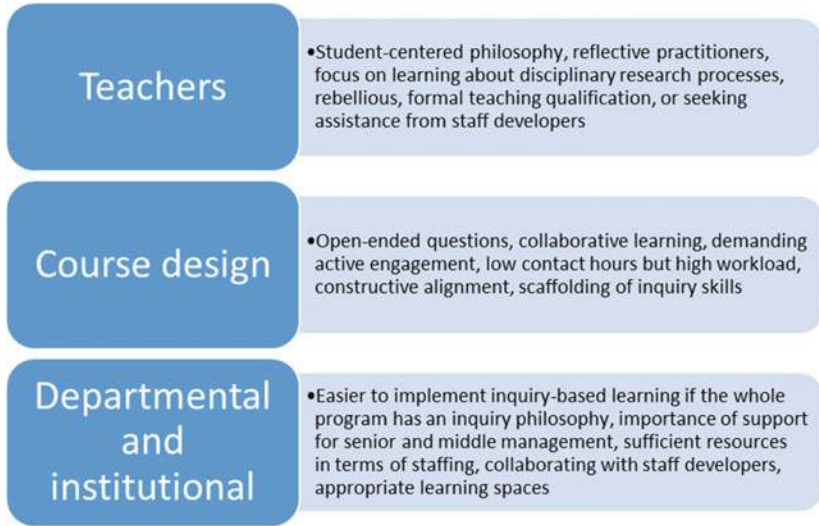 Teachers
•Student-centered philosophy, reflective practitioners,
focus on learning about disciplinary research processes,
rebellious, formal teaching qualification, or seeking
assistance from staff developers
Course design
•Open-ended questions, collaborative learning, demanding
active engagement, low contact hours but high workload,
constructive alignment, scaffolding of inquiry skills
Departmental
and
institutional
•Easier to implement inquiry-based learning if the whole
program has an inquiry philosophy, importance of support
for senior and middle management, sufficient resources
in terms of staffing, collaborating with staff developers,
appropriate learning spaces